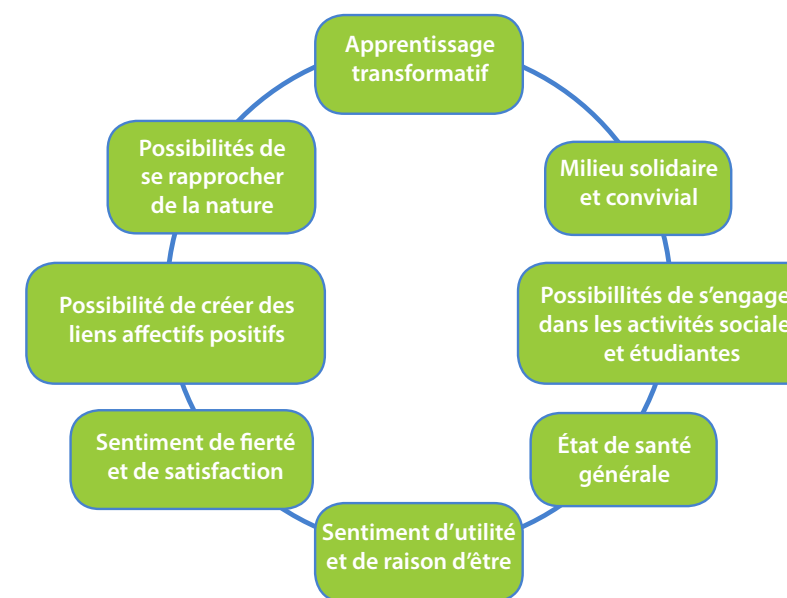 Apprentissage
transformatif
Milieu solidaire
et convivial
Possibillités de s'engage
dans les activités sociale
et étudiantes
État de santé
générale
Sentiment d'utilité
et de raison d'être
Sentiment de fierté
et de satisfaction
Possibilité de créer des
liens affectifs positifs
Possibilités de
se rapprocher
de la nature